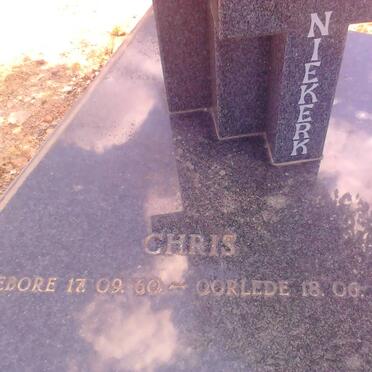 NIEKERK
CHRIS
EBORE 17. 09. 60 ~ OORLEDE 18. 06.